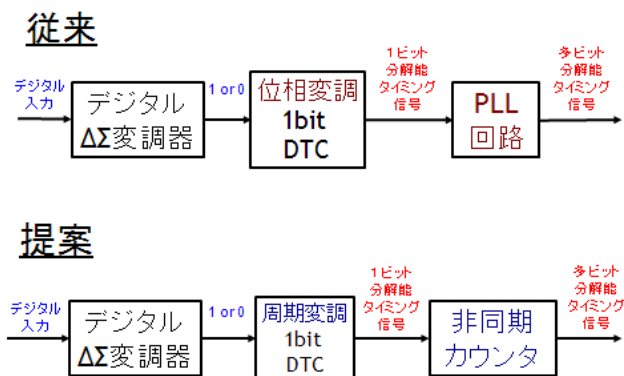 従来
デジタル
入力
デジタル
ΔΣ変調器
1 or0
位相変調
1bit
DTC
1ビット
分解能
タイミング
信号
PLL
回路
多ビット
分解能
タイミング
信号
提案
デジタル
入力
デジタル
ΔΣ変調器
1 or0
周期変調
1bit
DTC
1ビット
分解能
タイミング
信号
非同期
カウンタ
多ビット
分解能
タイミング
信号